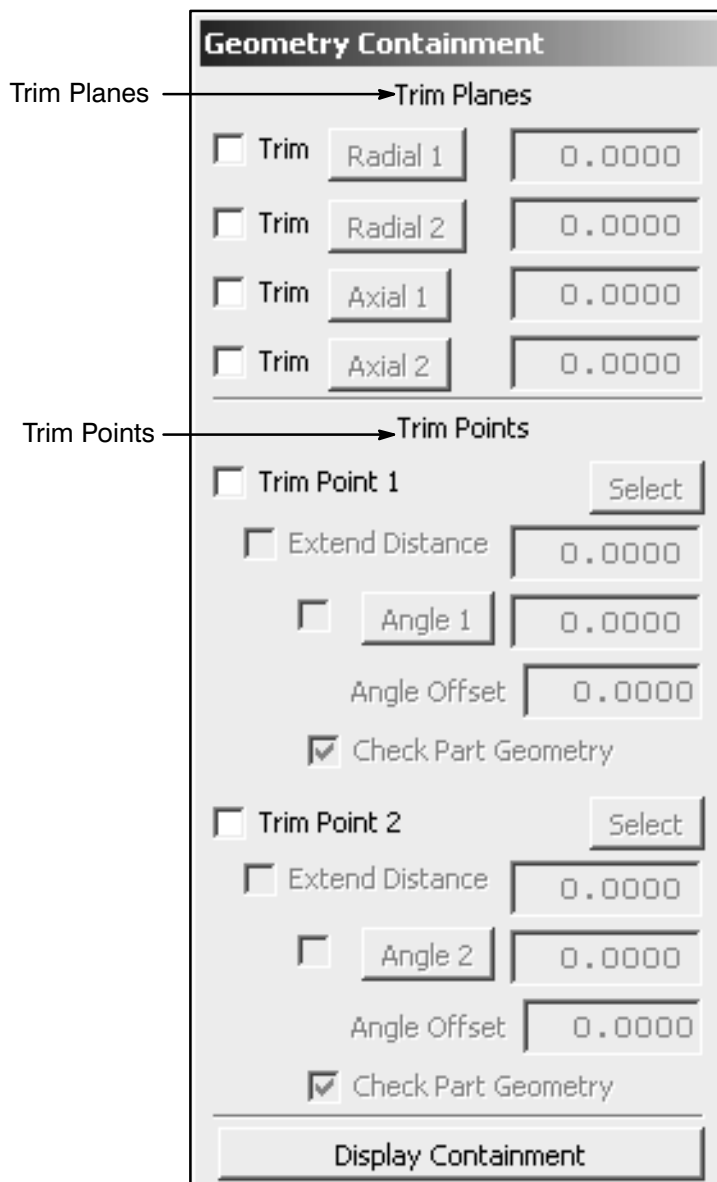 Geometry Containment
Trim Planes Trim Planes
Trim Radial 1 0.0000
Trim Radial 2 0.0000
Trim Axial 1 0.0000
Trim Axial 2 0.0000
Trim Points Trim Points
Trim Point 1 Select
Extend Distance 0.0000
Angle 1 0.0000
Angle Offset 0.0000
Check Part Geometry
Trim Point 2 Select
Extend Distance 0.0000
Angle 2 0.0000
Angle Offset 0.0000
Check Part Geometry
Display Containment